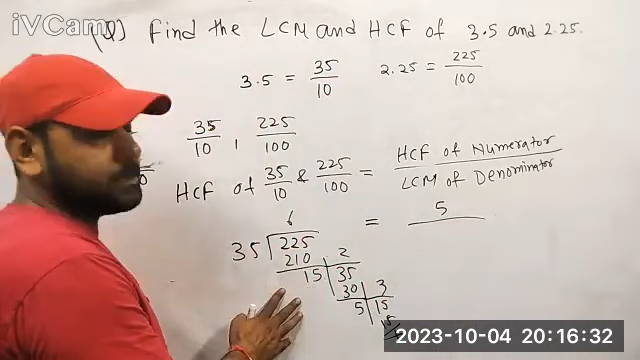 iVCam
(Q) Find the LCM and HCF of 3.5 and 2.25.
3.5 = 35/10 2.25 = 225/100
35/10 , 225/100
HCF of 35/10 & 225/100 = HCF of Numerator / LCM of Denominator
= 5
6
35 225 2
210
15 35
30 3
5 15
15
2023-10-04 20:16:32